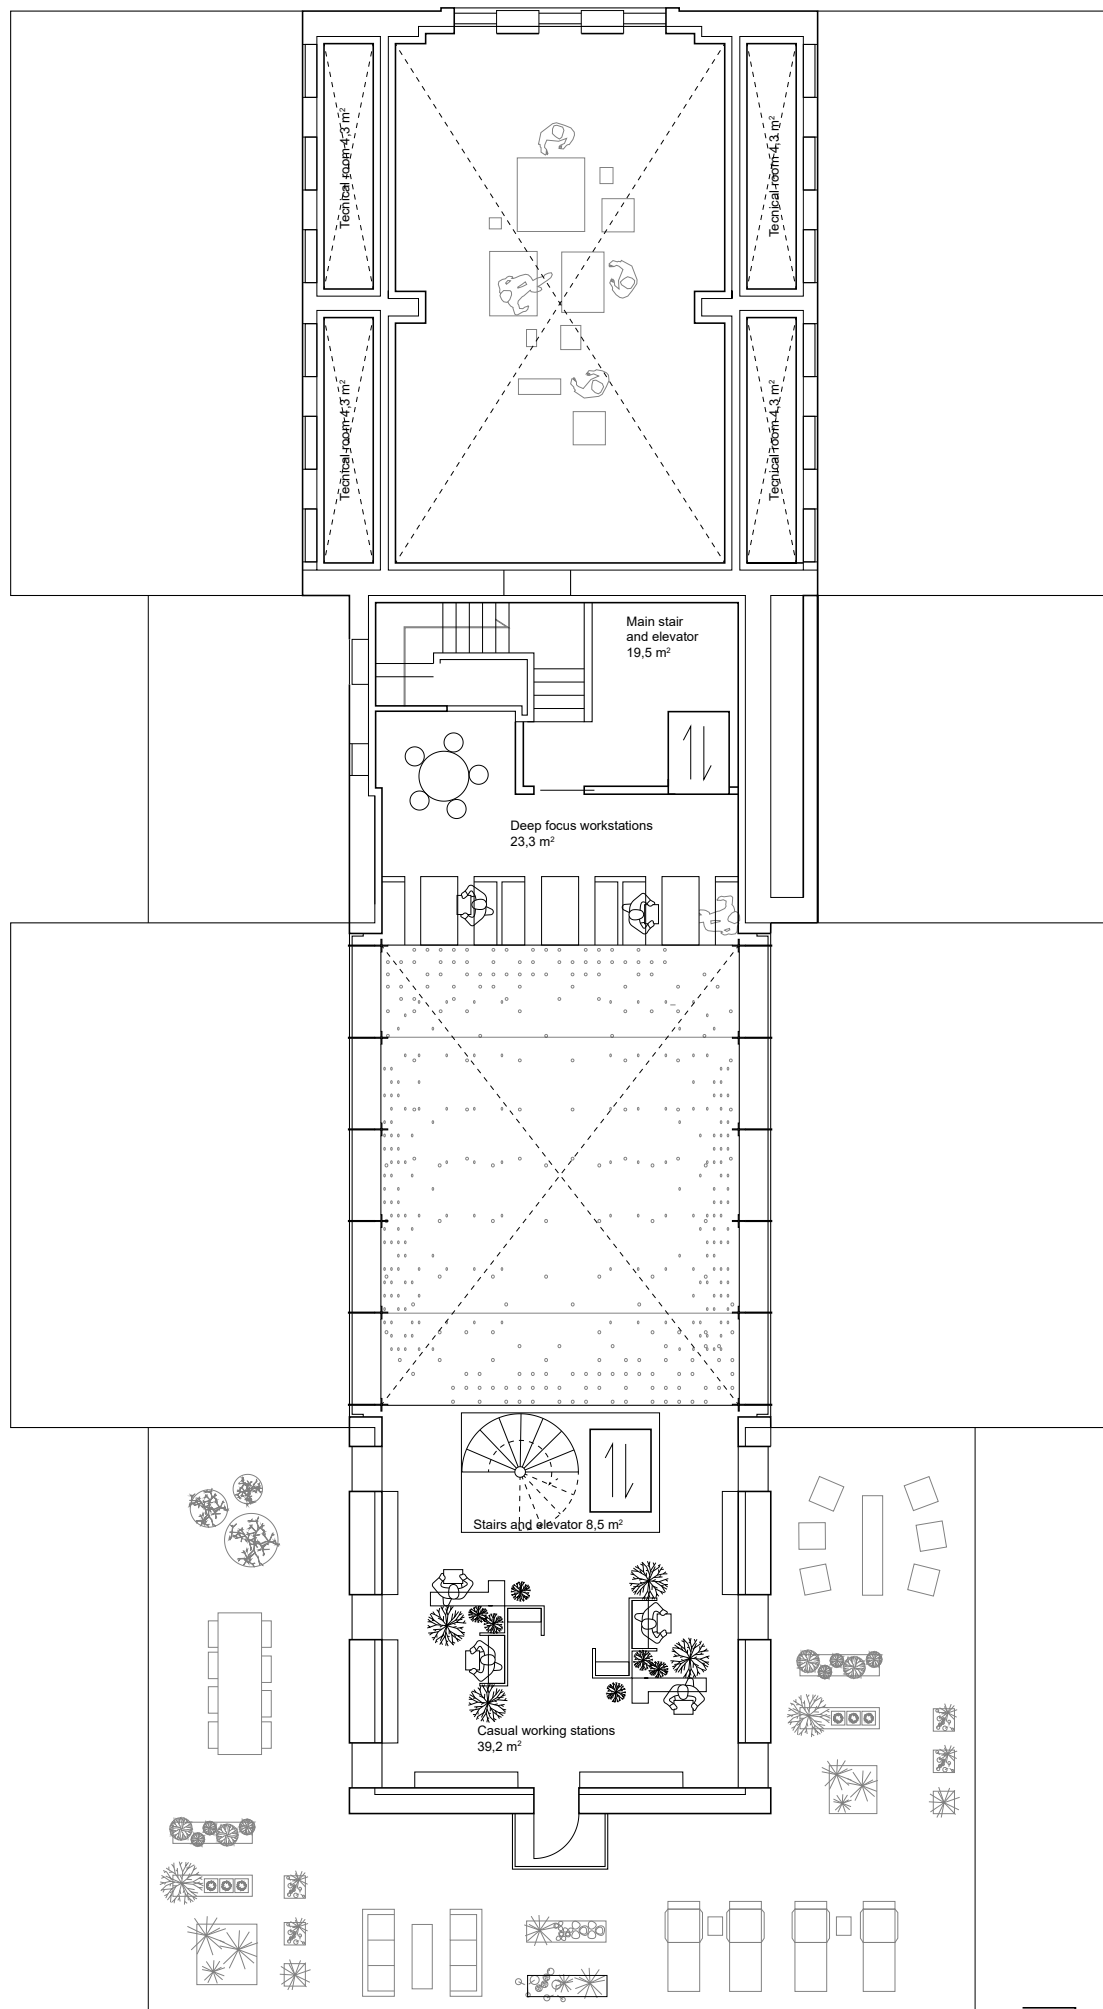 Tecnical room 4,3 m²
Tecnical room 4,3 m²
Tecnical room 4,3 m²
Tecnical room 4,3 m²
Main stair
and elevator
19,5 m²
Deep focus workstations
23,3 m²
Stairs and elevator 8,5 m²
Casual working stations
39,2 m²